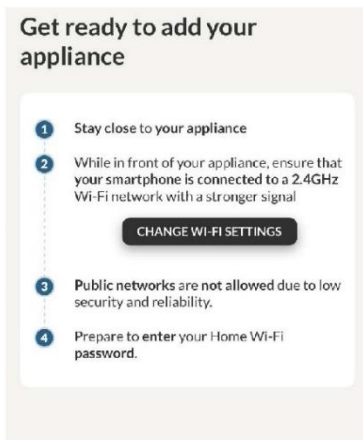 Get ready to add your
appliance
1 Stay close to your appliance
2 While in front of your appliance, ensure that
your smartphone is connected to a 2.4GHz
Wi-Fi network with a stronger signal
CHANGE WI-FI SETTINGS
3 Public networks are not allowed due to low
security and reliability.
4 Prepare to enter your Home Wi-Fi
password.